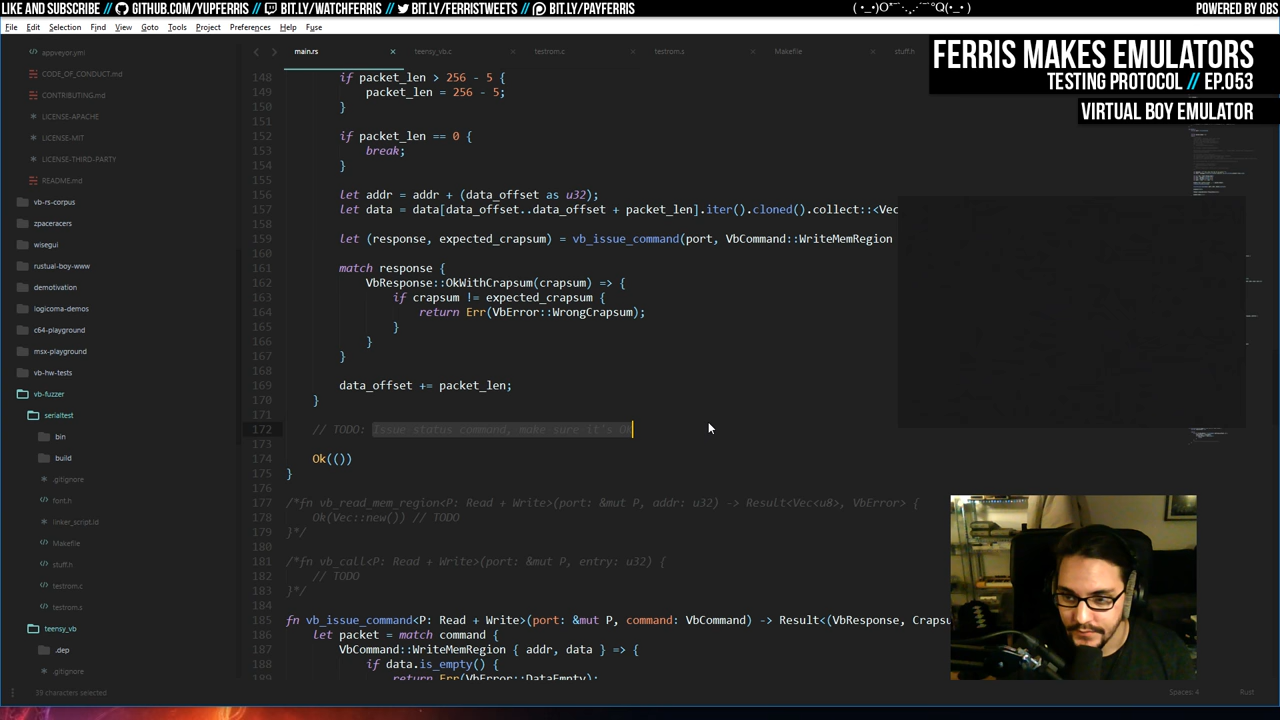 LIKE AND SUBSCRIBE // GITHUB.COM/YUPFERRIS // BIT.LY/WATCHFERRIS // BIT.LY/FERRISTWEETS // BIT.LY/PAYFERRIS
POWERED BY OBS
File Edit Selection Find View Goto Tools Project Preferences Help Fuse
FERRIS MAKES EMULATORS
TESTING PROTOCOL // EP.053
VIRTUAL BOY EMULATOR
main.rs × teensy_vb.c × testrom.c × testrom.s × Makefile × stuff.h
appveyor.yml
CODE_OF_CONDUCT.md
CONTRIBUTING.md
LICENSE-APACHE
LICENSE-MIT
LICENSE-THIRD-PARTY
README.md
vb-rs-corpus
zpaceracers
wisegui
rustual-boy-www
demotivation
logicoma-demos
c64-playground
msx-playground
vb-hw-tests
vb-fuzzer
serialtest
bin
build
.gitignore
font.h
linker_script.ld
Makefile
stuff.h
testrom.c
testrom.s
teensy_vb
.dep
.gitignore
148 if packet_len > 256 - 5 {
149 packet_len = 256 - 5;
150 }
151
152 if packet_len == 0 {
153 break;
154 }
155
156 let addr = addr + (data_offset as u32);
157 let data = data[data_offset..data_offset + packet_len].iter().cloned().collect::<Vec
158
159 let (response, expected_crapsum) = vb_issue_command(port, VbCommand::WriteMemRegion
160
161 match response {
162 VbResponse::OkWithCrapsum(crapsum) => {
163 if crapsum != expected_crapsum {
164 return Err(VbError::WrongCrapsum);
165 }
166 }
167 }
168
169 data_offset += packet_len;
170 }
171
172 // TODO: Issue status command, make sure it's OK
173
174 Ok(())
175 }
176
177 /*fn vb_read_mem_region<P: Read + Write>(port: &mut P, addr: u32) -> Result<Vec<u8>, VbError> {
178 Ok(Vec::new()) // TODO
179 }*/
180
181 /*fn vb_call<P: Read + Write>(port: &mut P, entry: u32) {
182 // TODO
183 }*/
184
185 fn vb_issue_command<P: Read + Write>(port: &mut P, command: VbCommand) -> Result<(VbResponse, Crapsu
186 let packet = match command {
187 VbCommand::WriteMemRegion { addr, data } => {
188 if data.is_empty() {
189 return Err(VbError::DataEmpty);
39 characters selected
Spaces: 4
Rust